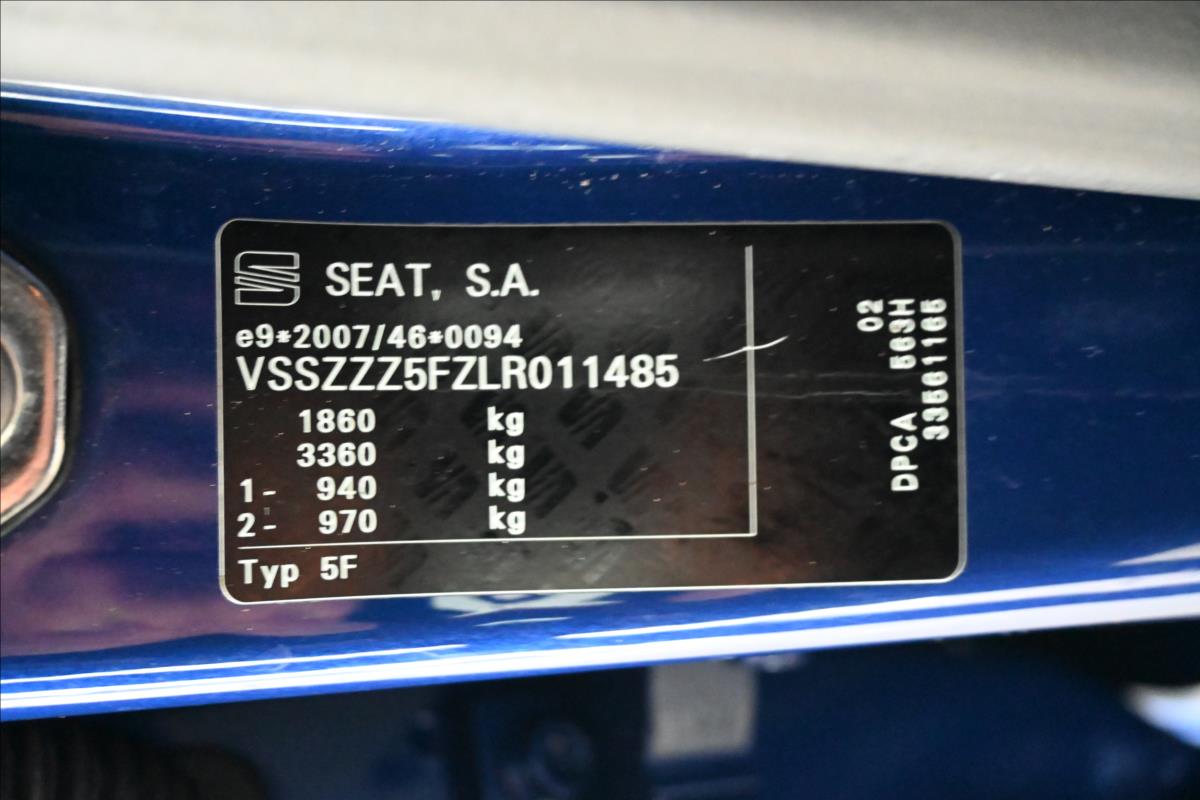 SEAT, S.A.
e9*2007/46*0094
VSSZZZ5FZLR011485
1860 kg
3360 kg
1- 940 kg
2- 970 kg
Typ 5F
02
DPCA 563H
33561165